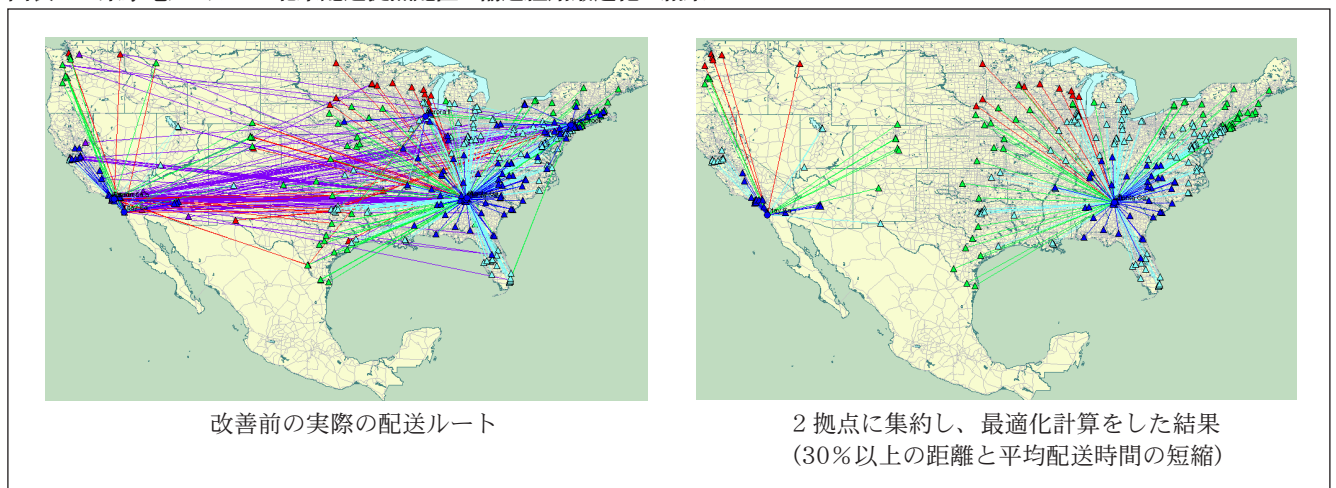 改善前の実際の配送ルート
2拠点に集約し、最適化計算をした結果
(30%以上の距離と平均配送時間の短縮)